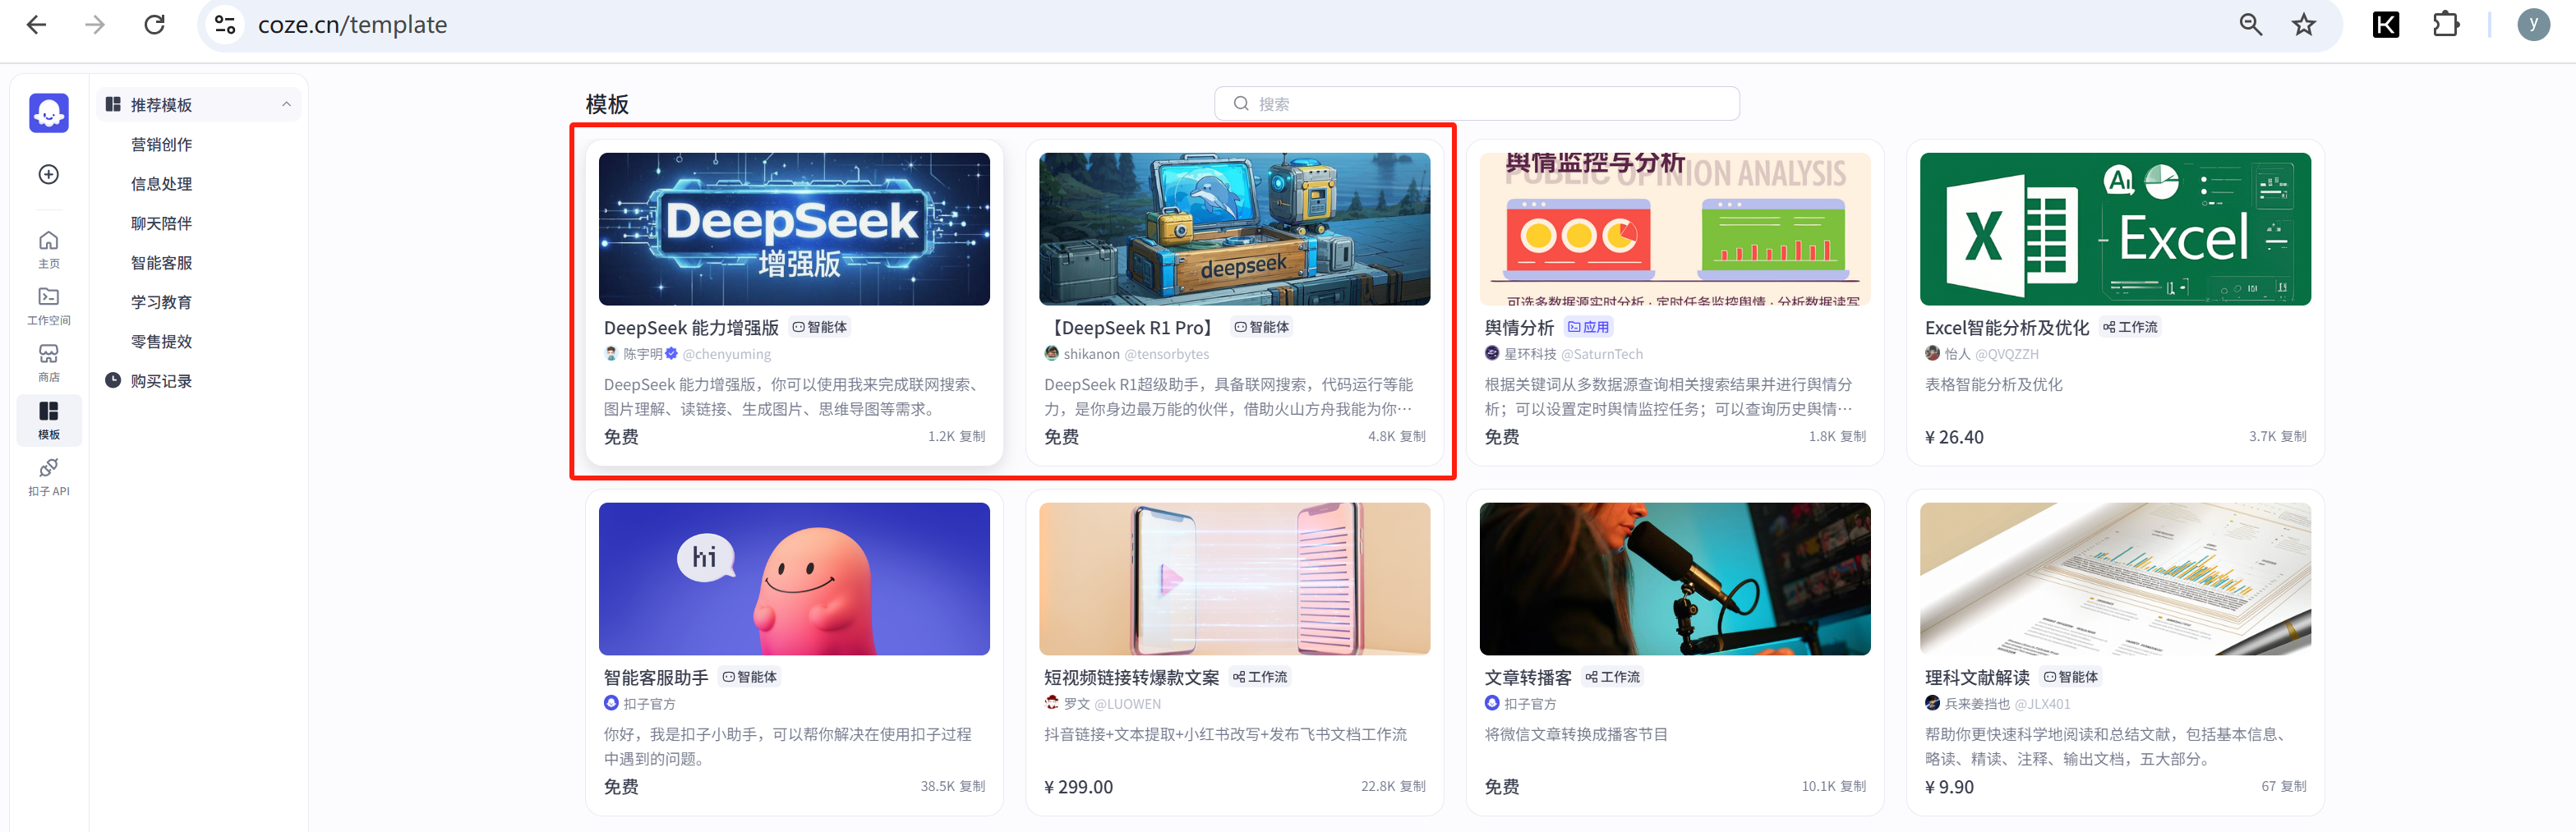 coze.cn/template
y
推荐模板
营销创作
信息处理
聊天陪伴
智能客服
学习教育
零售提效
购买记录
主页
工作空间
商店
模板
扣子 API
模板
搜索
DeepSeek
增强版
DeepSeek 能力增强版 智能体
陈宇明 @chenyuming
DeepSeek 能力增强版，你可以使用我来完成联网搜索、
图片理解、读链接、生成图片、思维导图等需求。
免费 1.2K 复制
deepseek
【DeepSeek R1 Pro】 智能体
shikanon @tensorbytes
DeepSeek R1超级助手，具备联网搜索，代码运行等能
力，是你身边最万能的伙伴，借助火山方舟我能为你…
免费 4.8K 复制
舆情监控与分析
PUBLIC OPINION ANALYSIS
可选多数据源实时分析 · 定时任务监控舆情 · 分析数据读写
舆情分析 应用
星环科技 @SaturnTech
根据关键词从多数据源查询相关搜索结果并进行舆情分
析；可以设置定时舆情监控任务；可以查询历史舆情…
免费 1.8K 复制
X
Ai
Excel
Excel智能分析及优化 工作流
怡人 @QVQZZH
表格智能分析及优化
¥ 26.40 3.7K 复制
hi
智能客服助手 智能体
扣子官方
你好，我是扣子小助手，可以帮你解决在使用扣子过程
中遇到的问题。
免费 38.5K 复制
短视频链接转爆款文案 工作流
罗文 @LUOWEN
抖音链接+文本提取+小红书改写+发布飞书文档工作流
¥ 299.00 22.8K 复制
文章转播客 工作流
扣子官方
将微信文章转换成播客节目
免费 10.1K 复制
理科文献解读 智能体
兵来姜挡也 @JLX401
帮助你更快速科学地阅读和总结文献，包括基本信息、
略读、精读、注释、输出文档，五大部分。
¥ 9.90 67 复制